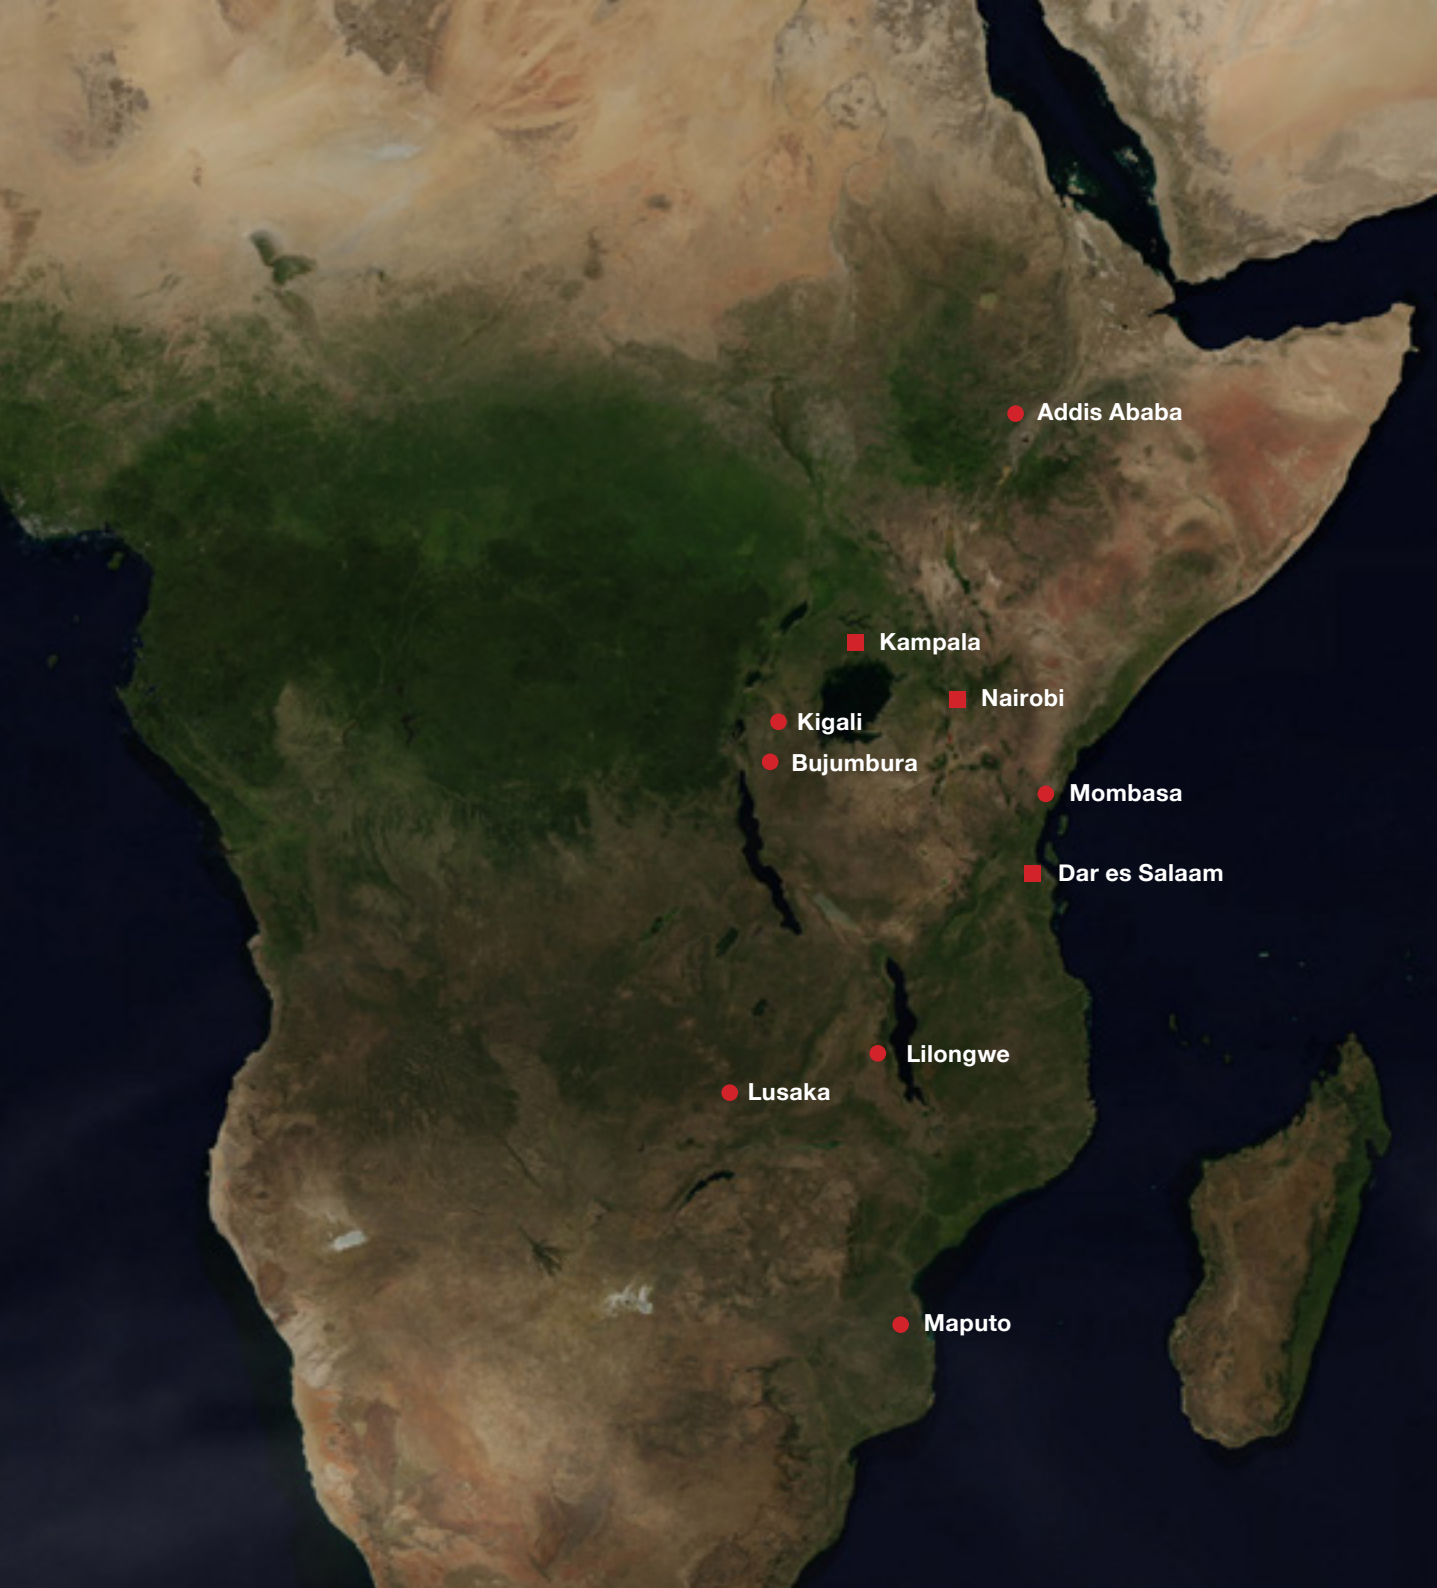 Addis Ababa
Kampala
Nairobi
Kigali
Bujumbura
Mombasa
Dar es Salaam
Lilongwe
Lusaka
Maputo